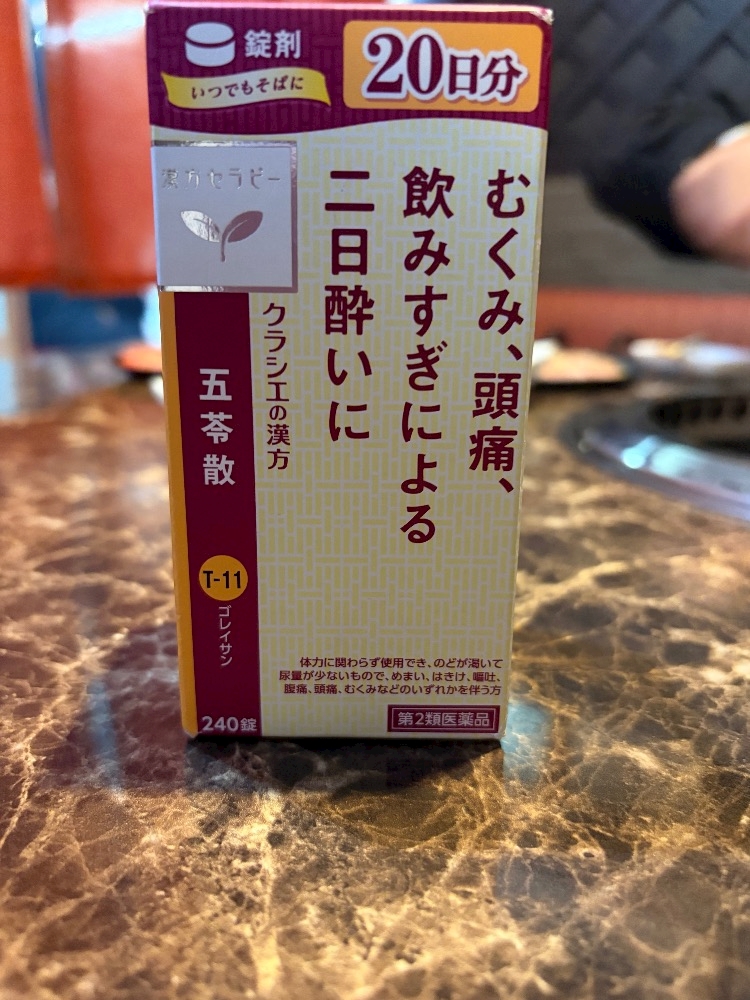 錠剤
いつでもそばに
20日分
漢方セラピー
むくみ、頭痛、
飲みすぎによる
二日酔いに
クラシエの漢方
五苓散
T-11
ゴレイサン
240錠
体力に関わらず使用でき、のどが渇いて
尿量が少ないもので、めまい、はきけ、嘔吐、
腹痛、頭痛、むくみなどのいずれかを伴う方
第2類医薬品